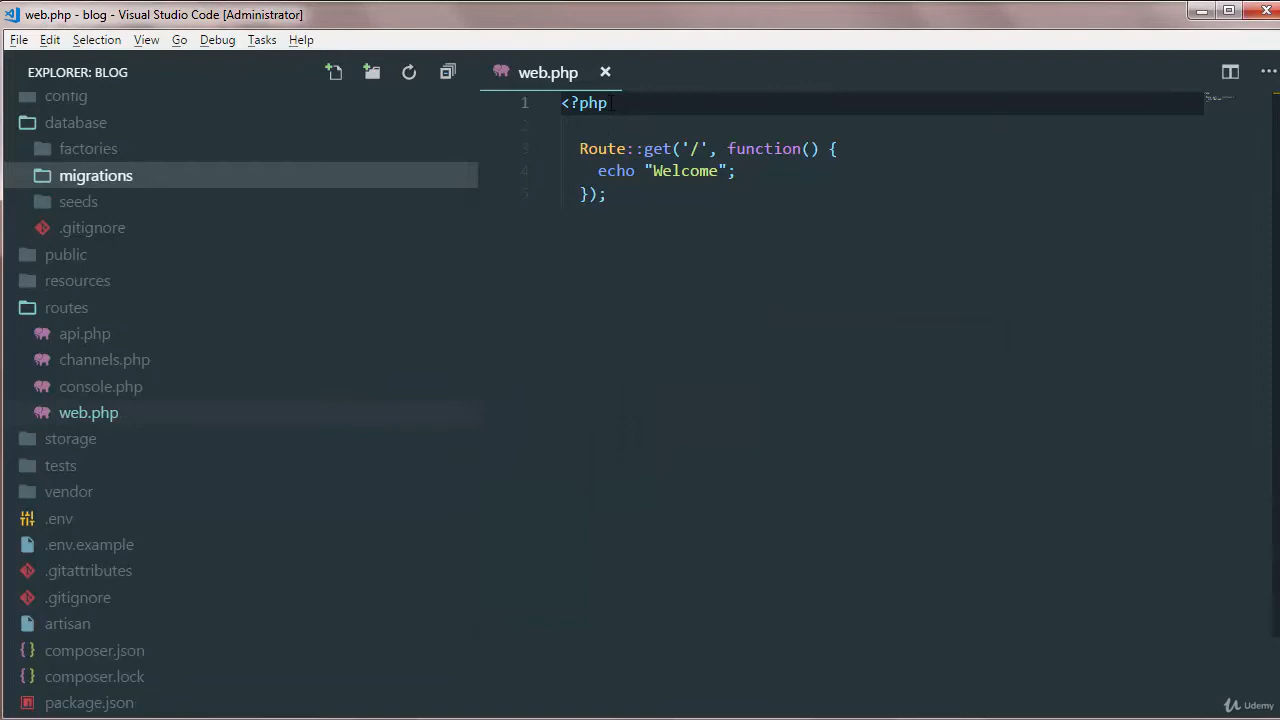 web.php - blog - Visual Studio Code [Administrator]
File Edit Selection View Go Debug Tasks Help
EXPLORER: BLOG
config
database
factories
migrations
seeds
.gitignore
public
resources
routes
api.php
channels.php
console.php
web.php
storage
tests
vendor
.env
.env.example
.gitattributes
.gitignore
artisan
composer.json
composer.lock
package.json
web.php
1 <?php
2
3 Route::get('/', function() {
4 echo "Welcome";
5 });
Udemy